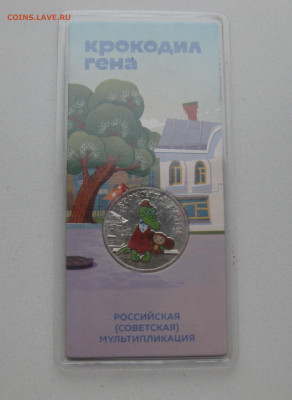 COINS.LAVE.RU
крокодил
гена
РОССИЙСКАЯ
(СОВЕТСКАЯ)
МУЛЬТИПЛИКАЦИЯ